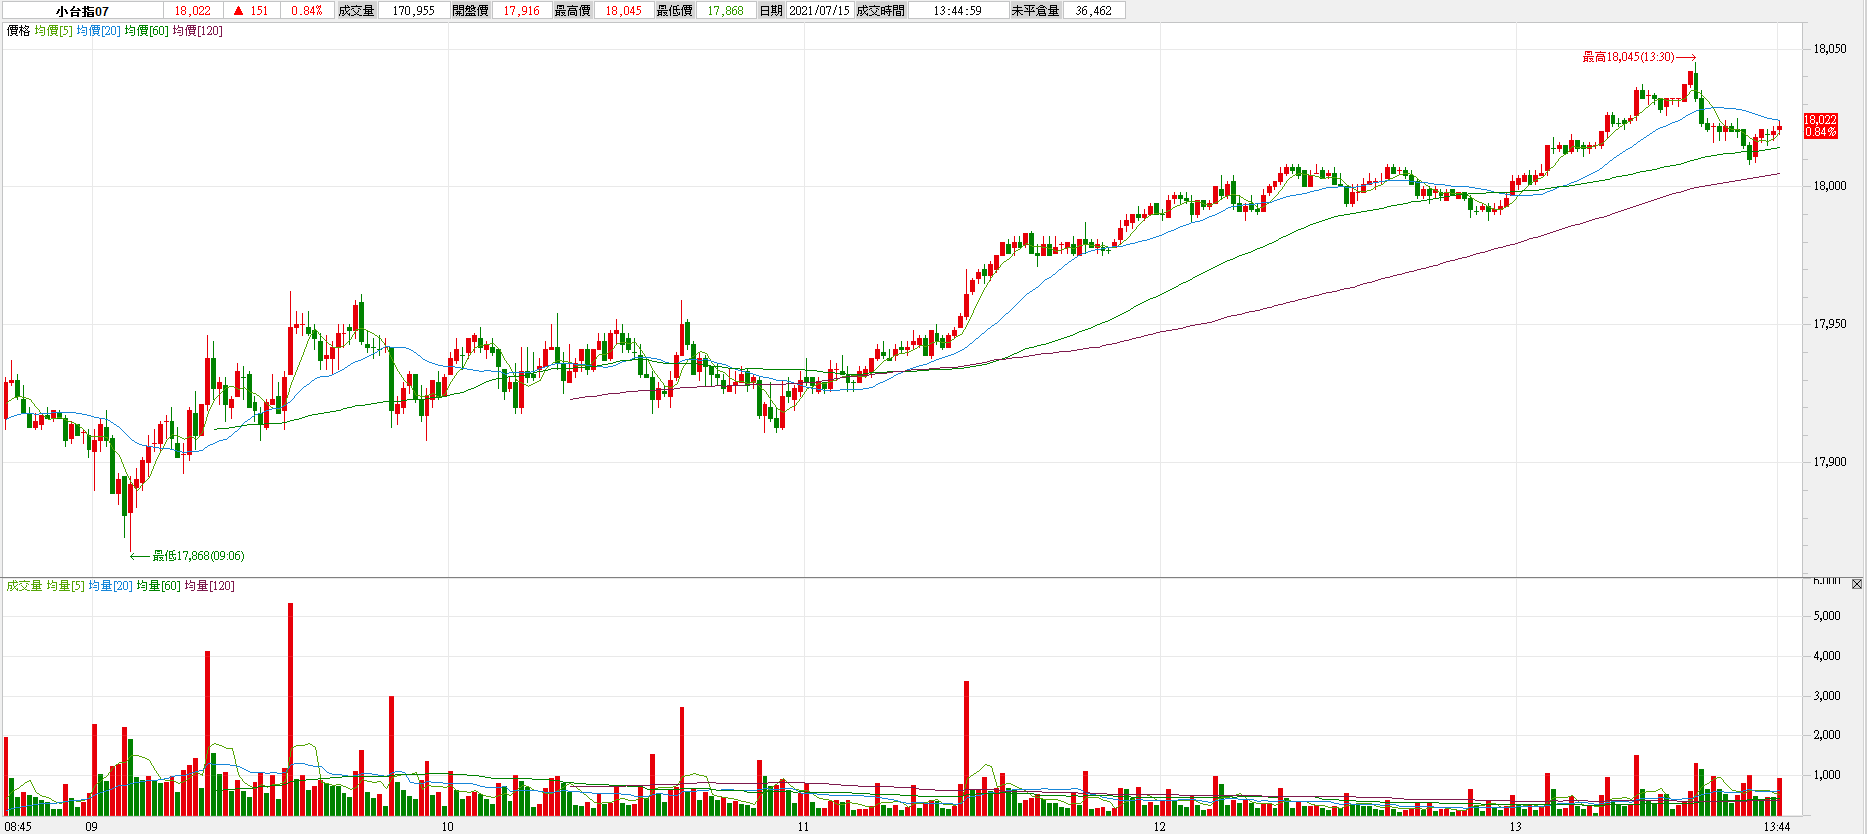 小台指07 18,022 ▲ 151 0.84% 成交量 170,955 開盤價 17,916 最高價 18,045 最低價 17,868 日期 2021/07/15 成交時間 13:44:59 未平倉量 36,462
價格 均價[5] 均價[20] 均價[60] 均價[120]
18,050
最高18,045(13:30)
18,022
0.84%
18,000
17,950
17,900
最低17,868(09:06)
成交量 均量[5] 均量[20] 均量[60] 均量[120]
6,000
5,000
4,000
3,000
2,000
1,000
08:45 09 10 11 12 13 13:44